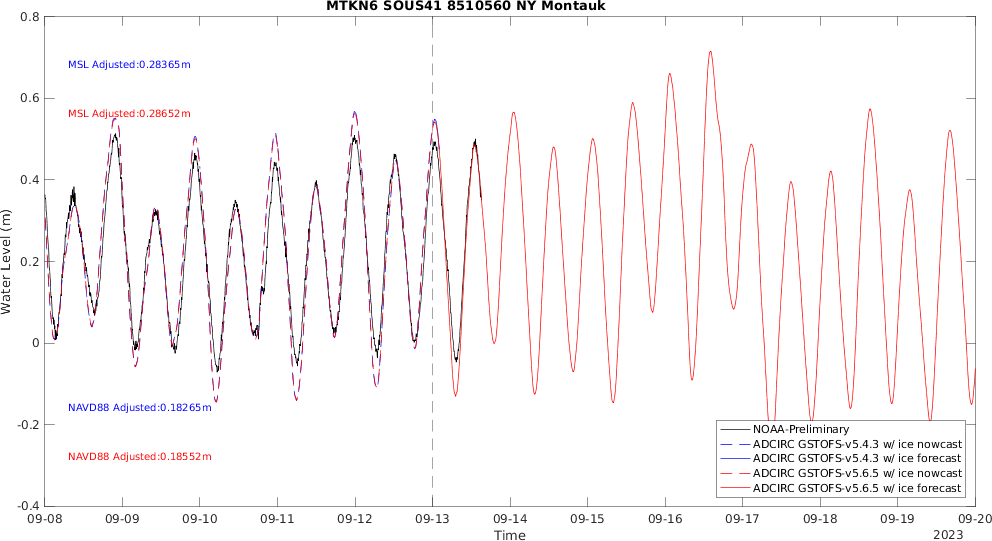 MTKN6 SOUS41 8510560 NY Montauk
0.8
0.6
0.4
0.2
0
-0.2
-0.4
Water Level (m)
MSL Adjusted:0.28365m
MSL Adjusted:0.28652m
NAVD88 Adjusted:0.18265m
NAVD88 Adjusted:0.18552m
NOAA-Preliminary
ADCIRC GSTOFS-v5.4.3 w/ ice nowcast
ADCIRC GSTOFS-v5.4.3 w/ ice forecast
ADCIRC GSTOFS-v5.6.5 w/ ice nowcast
ADCIRC GSTOFS-v5.6.5 w/ ice forecast
09-08 09-09 09-10 09-11 09-12 09-13 09-14 09-15 09-16 09-17 09-18 09-19 09-20
Time
2023